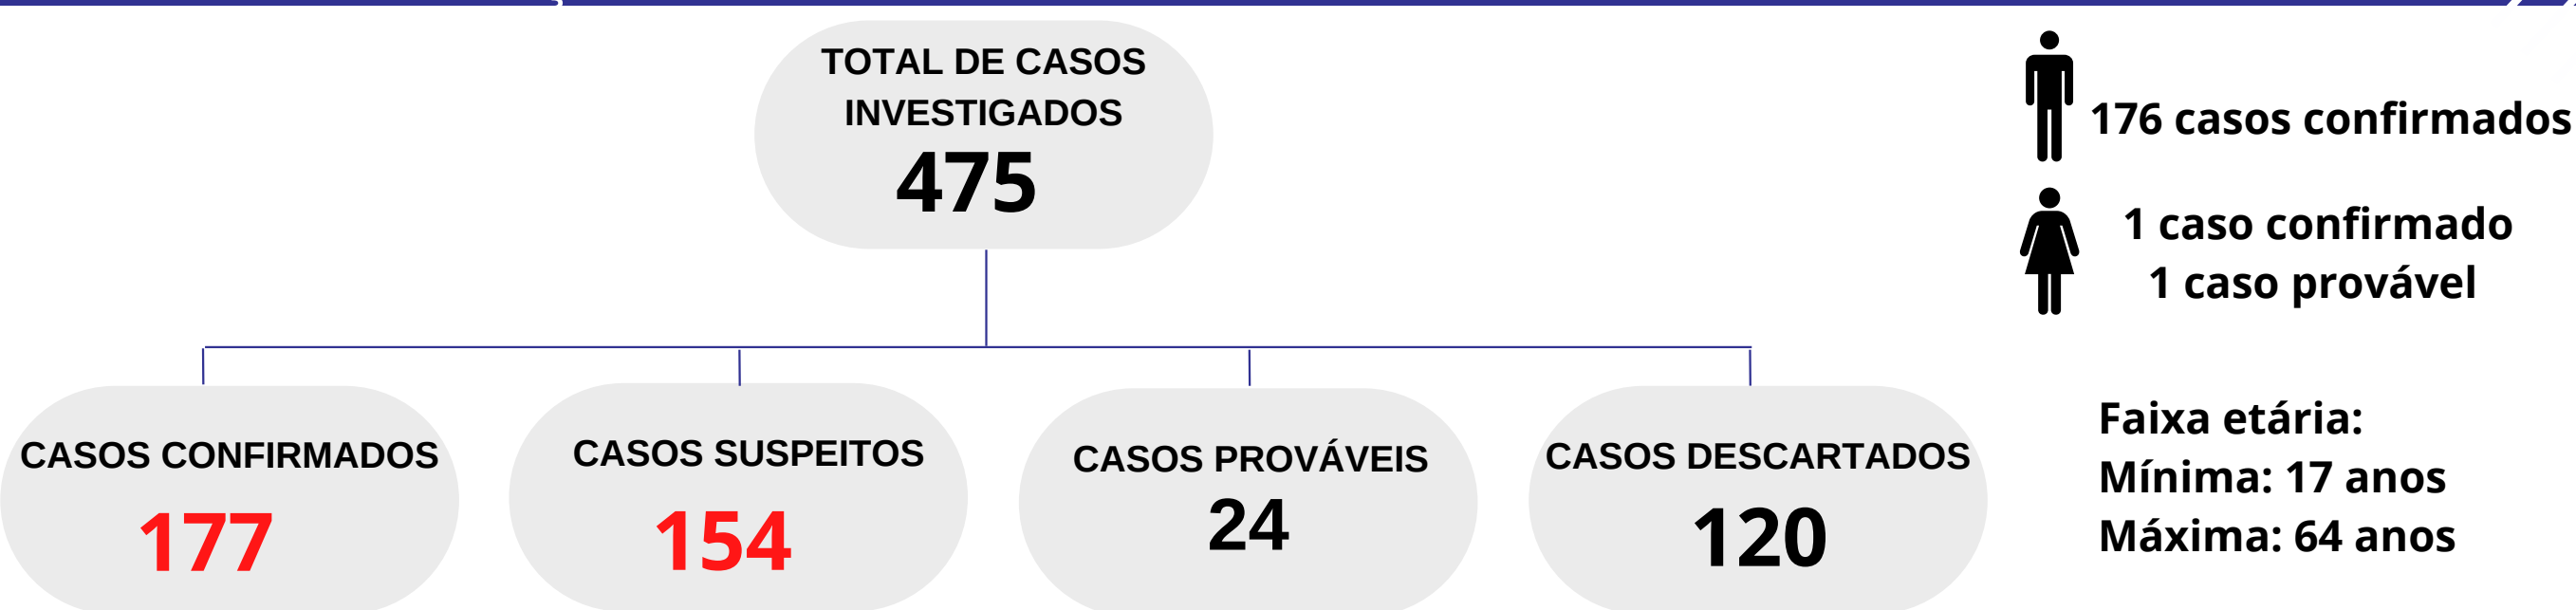 TOTAL DE CASOS
INVESTIGADOS
475
176 casos confirmados
1 caso confirmado
1 caso provável
CASOS CONFIRMADOS
177
CASOS SUSPEITOS
154
CASOS PROVÁVEIS
24
CASOS DESCARTADOS
120
Faixa etária:
Mínima: 17 anos
Máxima: 64 anos